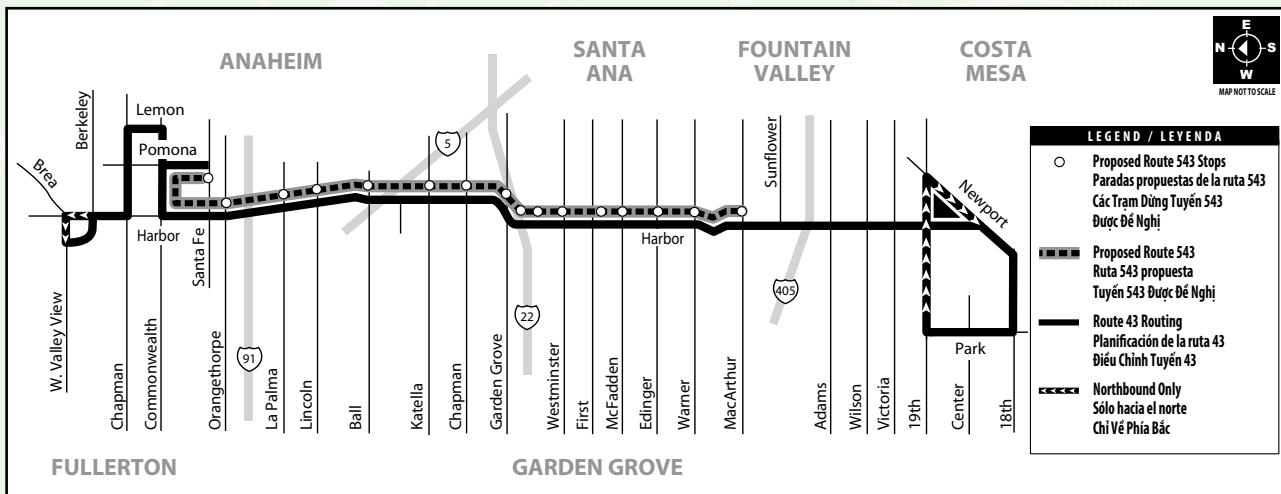 ANAHEIM
SANTA
ANA
FOUNTAIN
VALLEY
COSTA
MESA
E
N
S
W
MAP NOT TO SCALE
Brea
Berkeley
Lemon
Pomona
5
Sunflower
Newport
Harbor
Santa Fe
Harbor
405
22
91
Park
W. Valley View
Chapman
Commonwealth
Orangethorpe
La Palma
Lincoln
Ball
Katella
Chapman
Garden Grove
Westminster
First
McFadden
Edinger
Warner
MacArthur
Adams
Wilson
Victoria
19th
Center
18th
FULLERTON
GARDEN GROVE
LEGEND / LEYENDA
Proposed Route 543 Stops
Paradas propuestas de la ruta 543
Các Trạm Dừng Tuyến 543
Được Đề Nghị
Proposed Route 543
Ruta 543 propuesta
Tuyến 543 Được Đề Nghị
Route 43 Routing
Planificación de la ruta 43
Điều Chỉnh Tuyến 43
Northbound Only
Sólo hacia el norte
Chỉ Về Phía Bắc